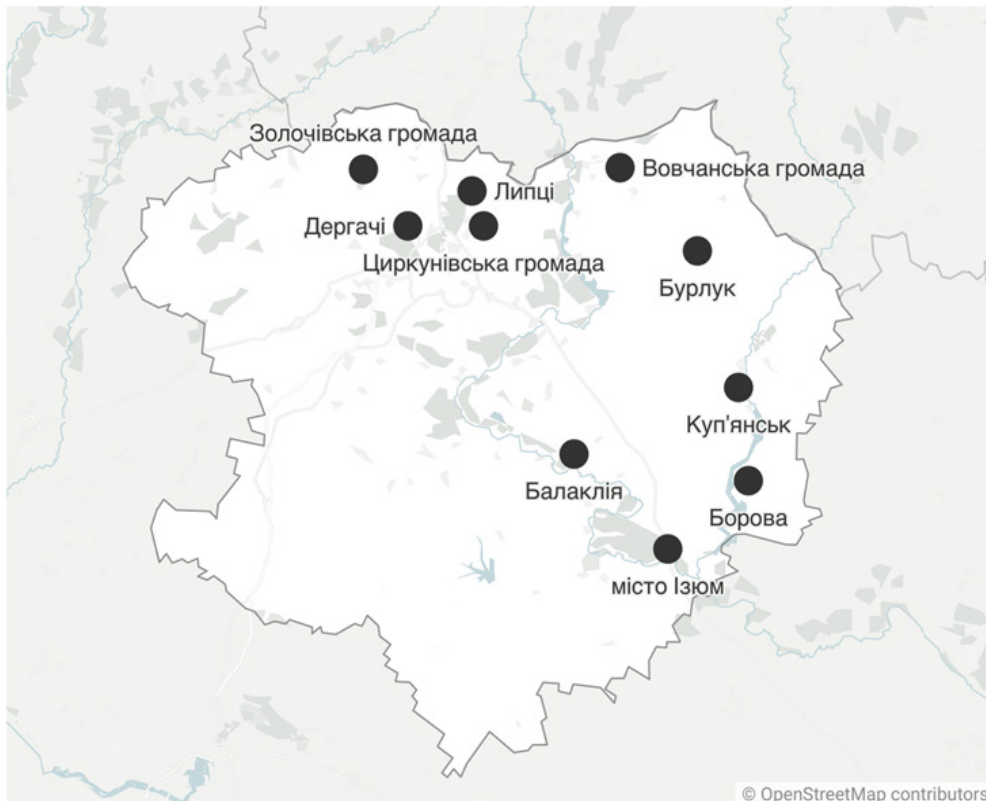 Золочівська громада
Вовчанська громада
Липці
Дергачі
Циркунівська громада
Бурлук
Куп'янськ
Балаклія
Борова
місто Ізюм
© OpenStreetMap contributors